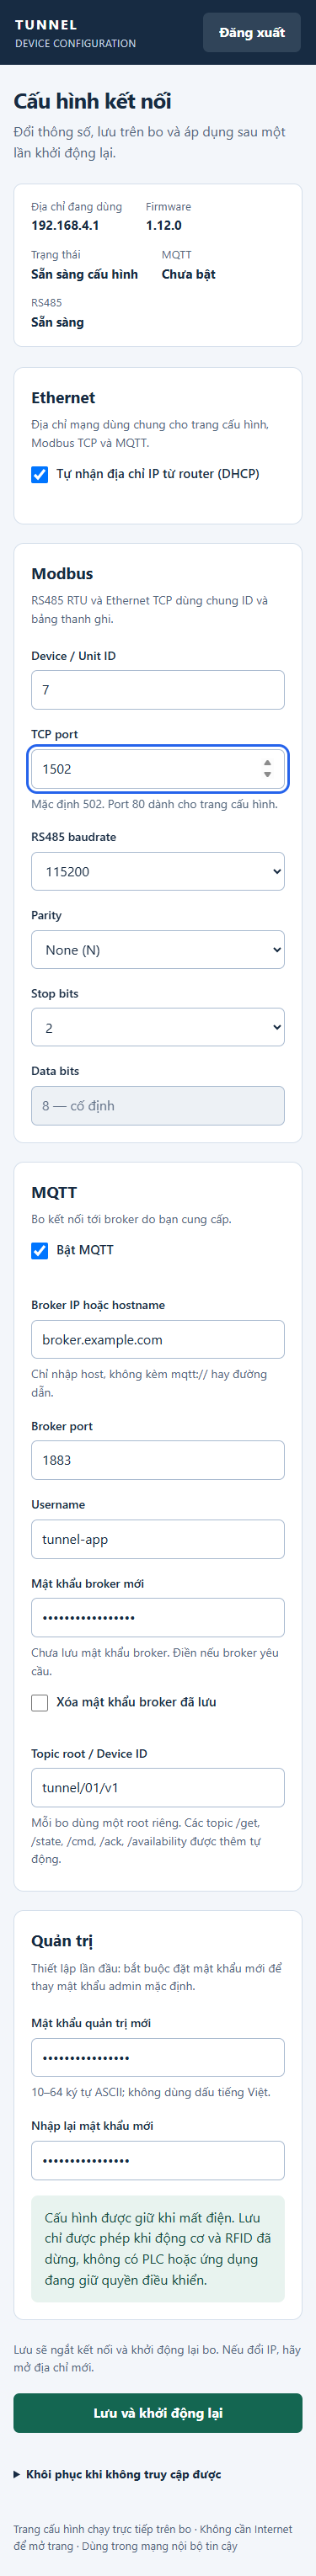 TUNNEL
DEVICE CONFIGURATION
Đăng xuất
Cấu hình kết nối
Đổi thông số, lưu trên bo và áp dụng sau một
lần khởi động lại.
Địa chỉ đang dùng
192.168.4.1
Firmware
1.12.0
Trạng thái
Sẵn sàng cấu hình
MQTT
Chưa bật
RS485
Sẵn sàng
Ethernet
Địa chỉ mạng dùng chung cho trang cấu hình,
Modbus TCP và MQTT.
Tự nhận địa chỉ IP từ router (DHCP)
Modbus
RS485 RTU và Ethernet TCP dùng chung ID và
bảng thanh ghi.
Device / Unit ID
7
TCP port
1502
Mặc định 502. Port 80 dành cho trang cấu hình.
RS485 baudrate
115200
Parity
None (N)
Stop bits
2
Data bits
8 — cố định
MQTT
Bo kết nối tới broker do bạn cung cấp.
Bật MQTT
Broker IP hoặc hostname
broker.example.com
Chỉ nhập host, không kèm mqtt:// hay đường
dẫn.
Broker port
1883
Username
tunnel-app
Mật khẩu broker mới
•••••••••••••••••
Chưa lưu mật khẩu broker. Điền nếu broker yêu
cầu.
Xóa mật khẩu broker đã lưu
Topic root / Device ID
tunnel/01/v1
Mỗi bo dùng một root riêng. Các topic /get,
/state, /cmd, /ack, /availability được thêm tự
động.
Quản trị
Thiết lập lần đầu: bắt buộc đặt mật khẩu mới để
thay mật khẩu admin mặc định.
Mật khẩu quản trị mới
••••••••••••••••
10–64 ký tự ASCII; không dùng dấu tiếng Việt.
Nhập lại mật khẩu mới
••••••••••••••••
Cấu hình được giữ khi mất điện. Lưu
chỉ được phép khi động cơ và RFID đã
dừng, không có PLC hoặc ứng dụng
đang giữ quyền điều khiển.
Lưu sẽ ngắt kết nối và khởi động lại bo. Nếu đổi IP, hãy
mở địa chỉ mới.
Lưu và khởi động lại
Khôi phục khi không truy cập được
Trang cấu hình chạy trực tiếp trên bo · Không cần Internet
để mở trang · Dùng trong mạng nội bộ tin cậy